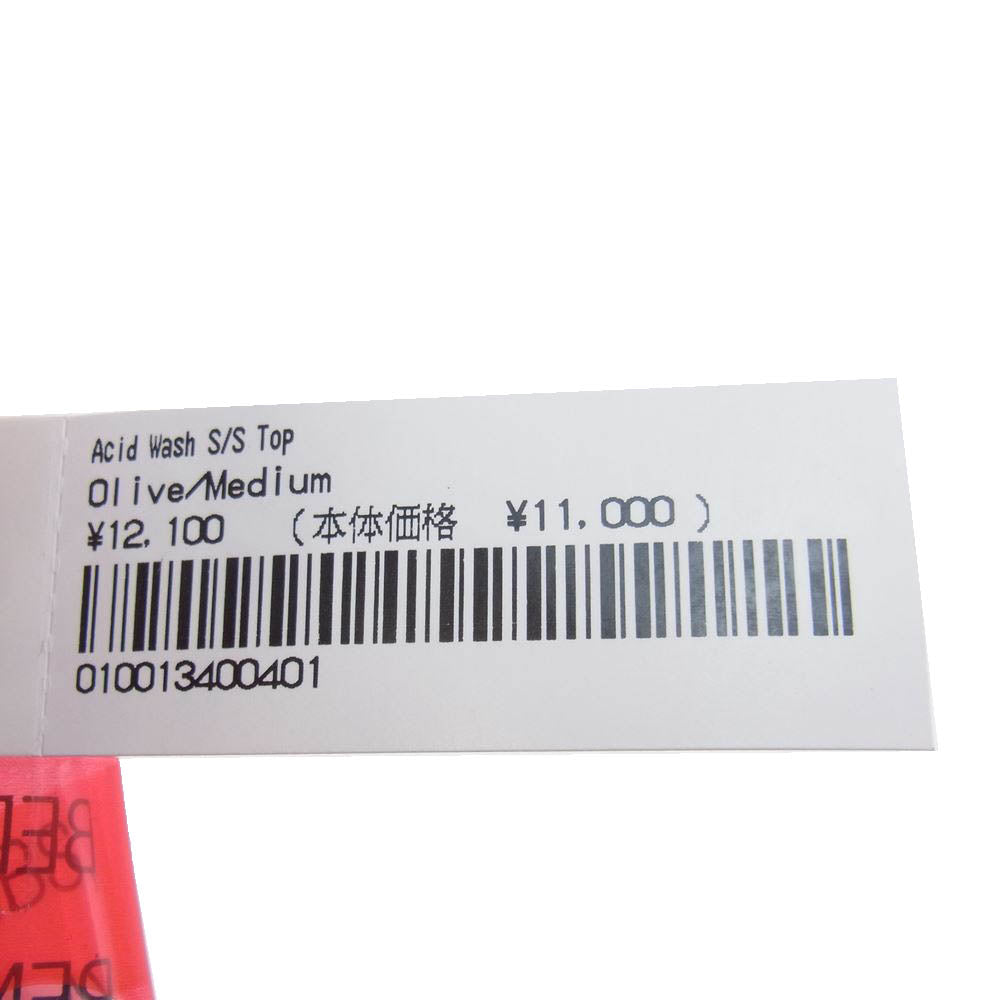 Acid Wash S/S Top
Olive/Medium
¥12,100 (本体価格 ¥11,000 )
010013400401